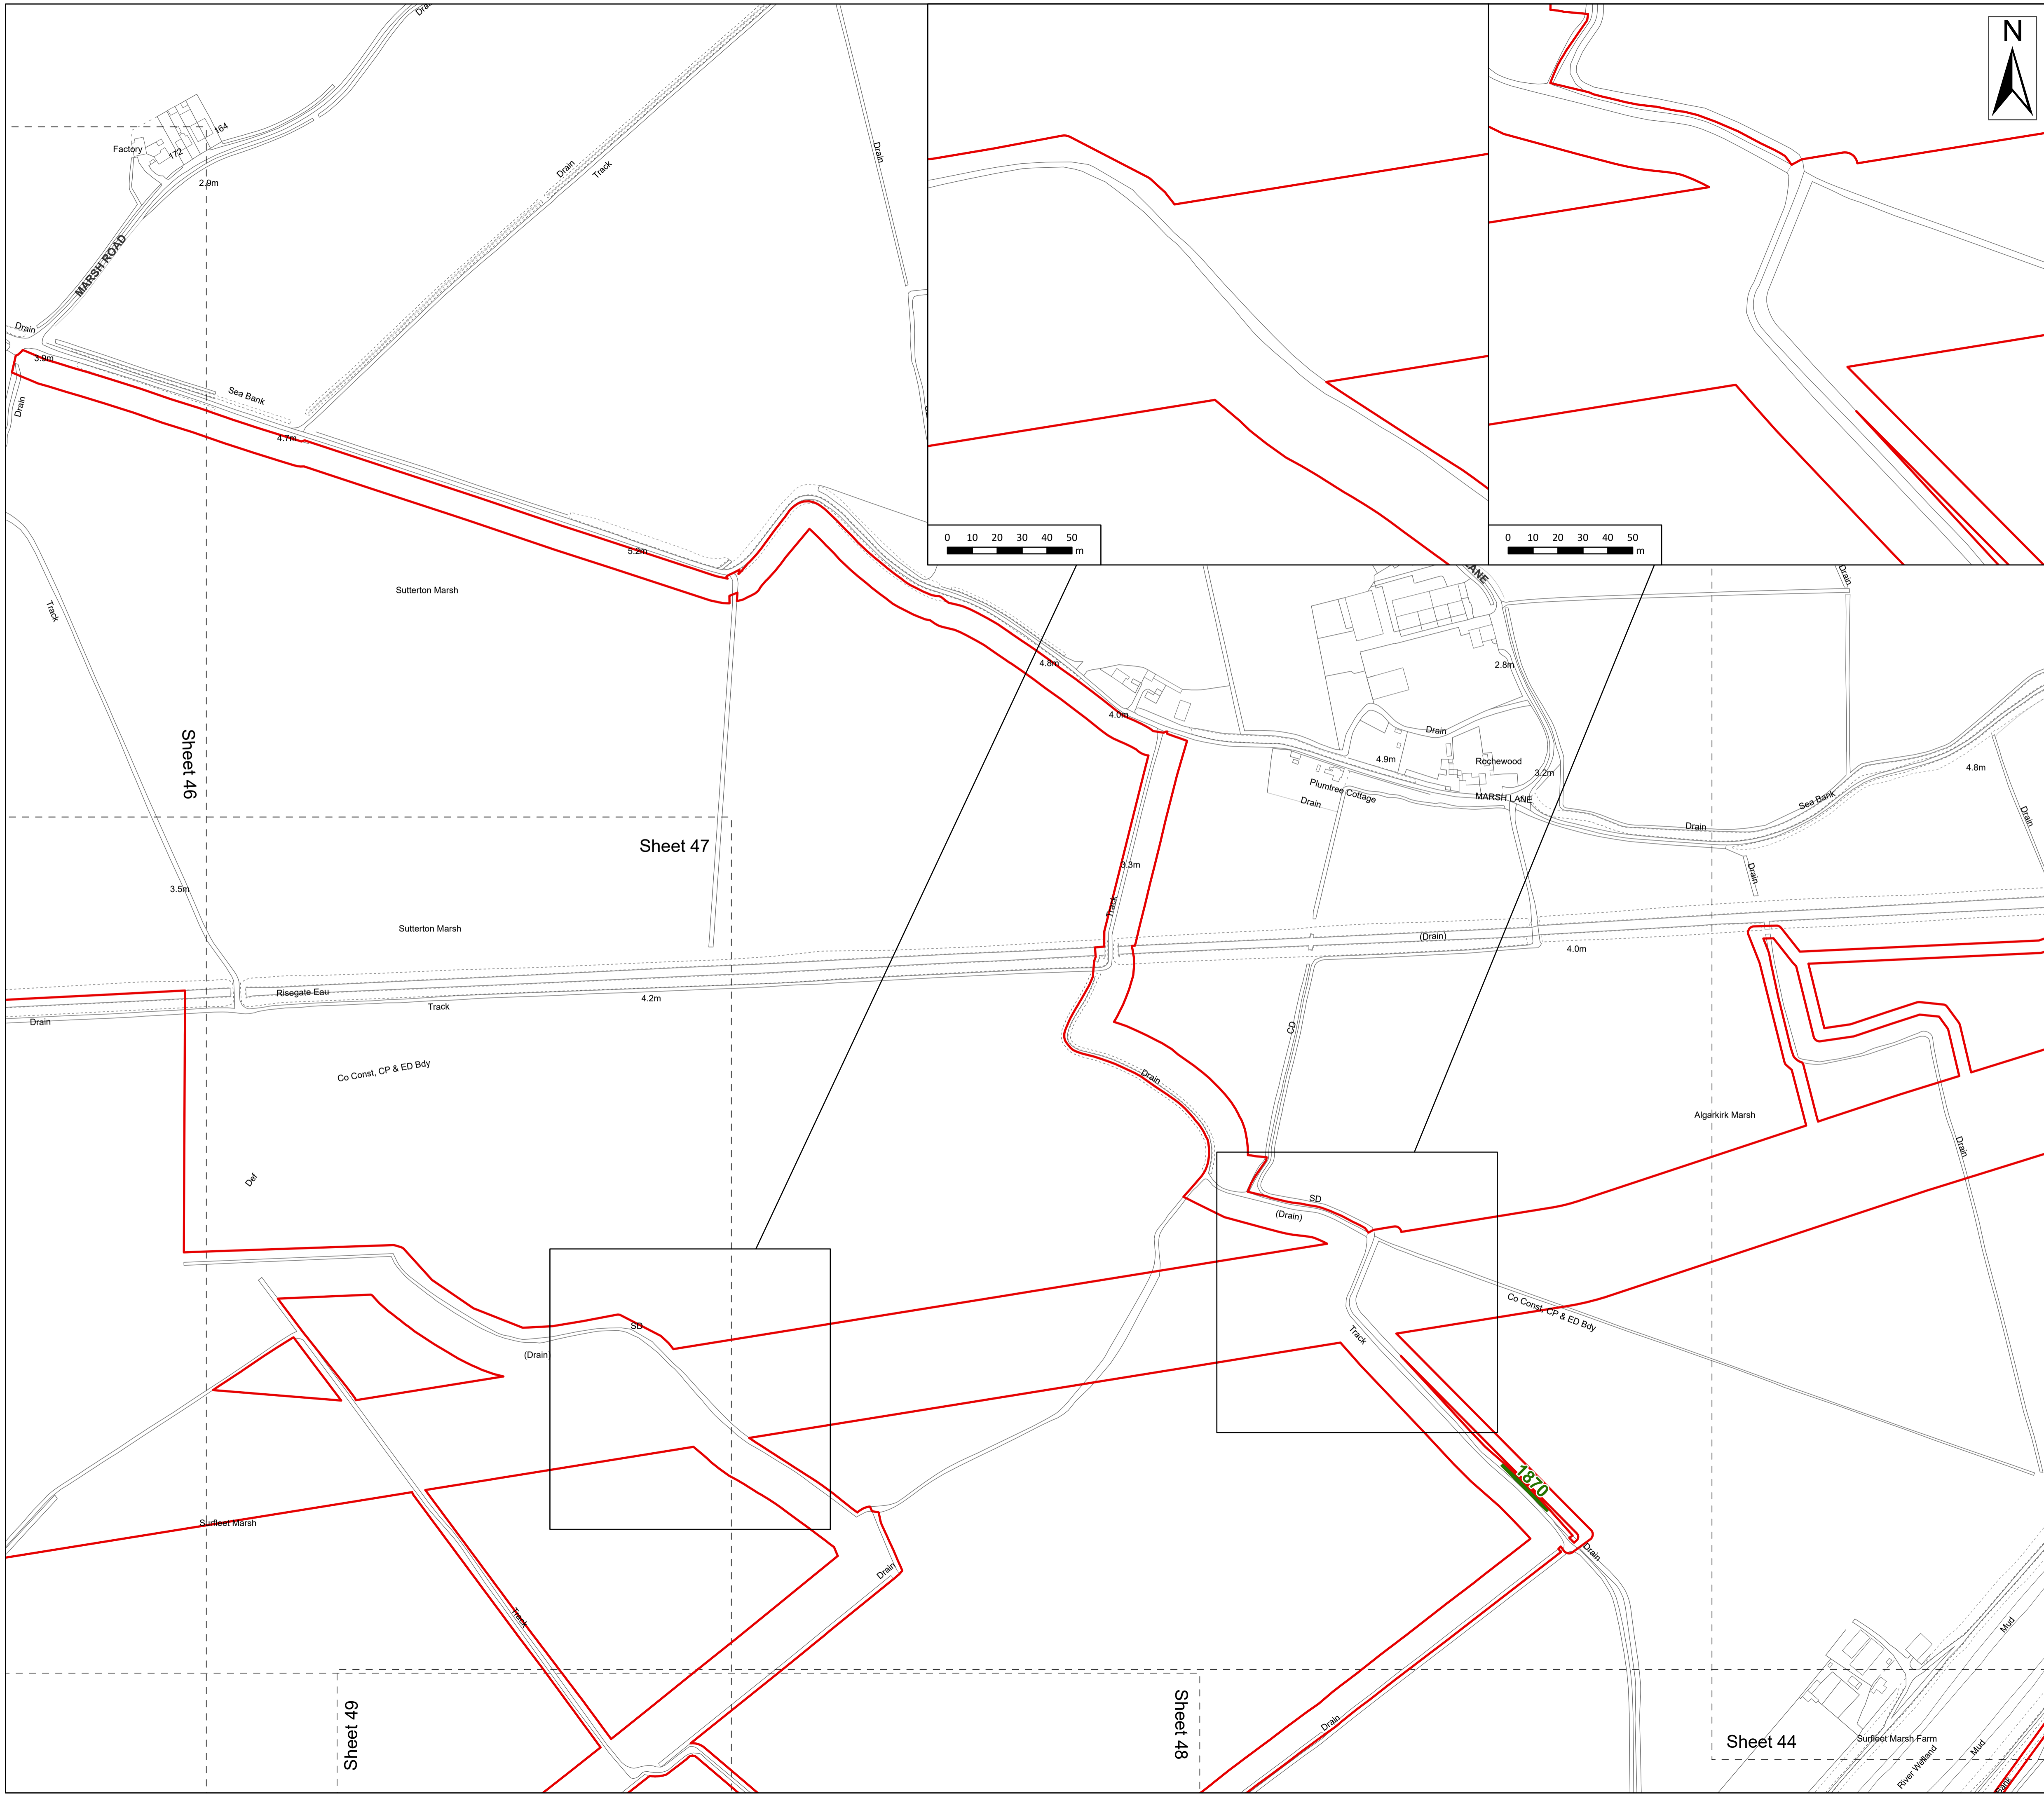 Drain
N
164
Factory
172
Drain
Track
Drain
2.9m
MARSH ROAD
Drain
3.9m
Sea Bank
Drain
4.7m
5.2m
0 10 20 30 40 50 m
0 10 20 30 40 50 m
Sutterton Marsh
Track
LANE
Drain
4.8m
2.8m
4.0m
Drain
4.9m
Rochewood
3.2m
Plumtree Cottage
Drain
MARSH LANE
Sea Bank
4.8m
Drain
Drain
Sheet 46
Sheet 47
3.3m
Drain
3.5m
Track
Sutterton Marsh
(Drain)
4.0m
Risegate Eau
Track
4.2m
Drain
CD
Co Const, CP & ED Bdy
Drain
Algarkirk Marsh
Drain
Def
SD
(Drain)
SD
(Drain)
Co Const, CP & ED Bdy
Track
1870
Surfleet Marsh
Drain
Drain
Track
Mud
Sheet 49
Sheet 48
Drain
Sheet 44
Surfleet Marsh Farm
Mud
River Welland
Bank